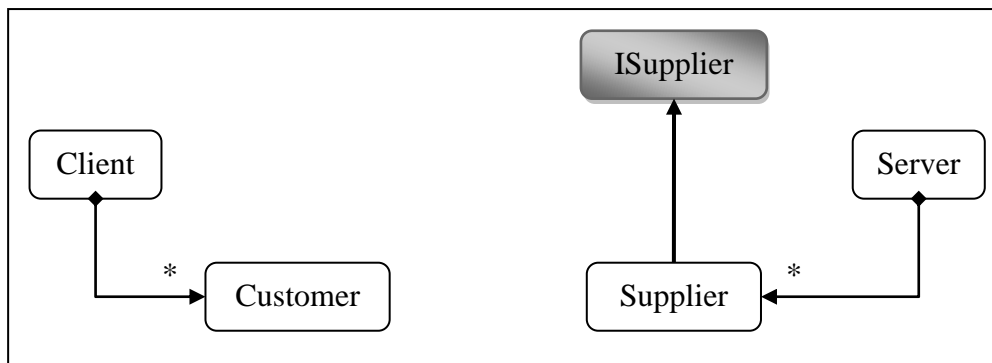 ISupplier
Client
Server
*
*
Customer
Supplier